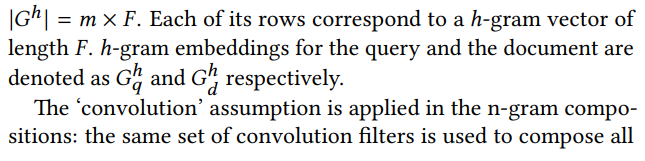 |G^h| = m × F. Each of its rows correspond to a h-gram vector of
length F. h-gram embeddings for the query and the document are
denoted as G_q^h and G_d^h respectively.
The ‘convolution’ assumption is applied in the n-gram compo-
sitions: the same set of convolution filters is used to compose all